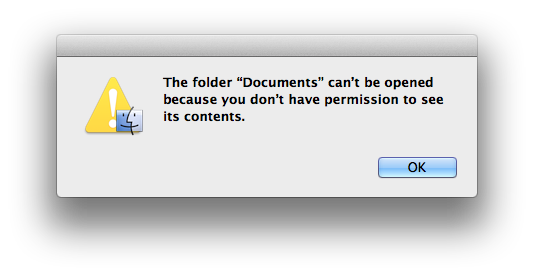 The folder “Documents” can’t be opened
because you don’t have permission to see
its contents.
OK